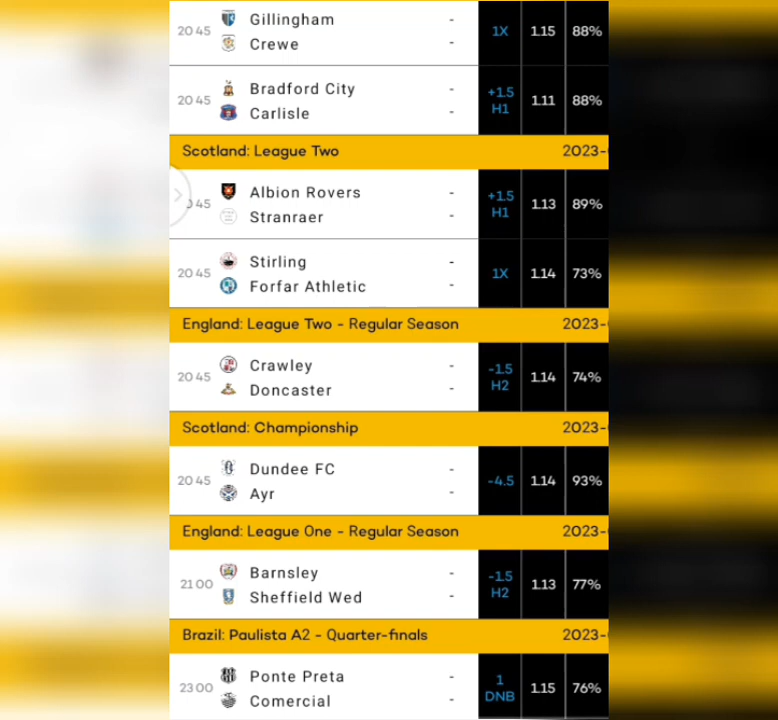 Gillingham -
20 45 1X 1.15 88%
Crewe -
Bradford City - +1.5
20 45 1.11 88%
Carlisle - H1
Scotland: League Two 2023-
Albion Rovers - +1.5
45 1.13 89%
Stranraer - H1
Stirling -
20 45 1X 1.14 73%
Forfar Athletic -
England: League Two - Regular Season 2023-
Crawley - -1.5
20 45 1.14 74%
Doncaster - H2
Scotland: Championship 2023-
Dundee FC -
20 45 -4.5 1.14 93%
Ayr -
England: League One - Regular Season 2023-
Barnsley - -1.5
21 00 1.13 77%
Sheffield Wed - H2
Brazil: Paulista A2 - Quarter-finals 2023-
Ponte Preta - 1
23 00 1.15 76%
Comercial - DNB